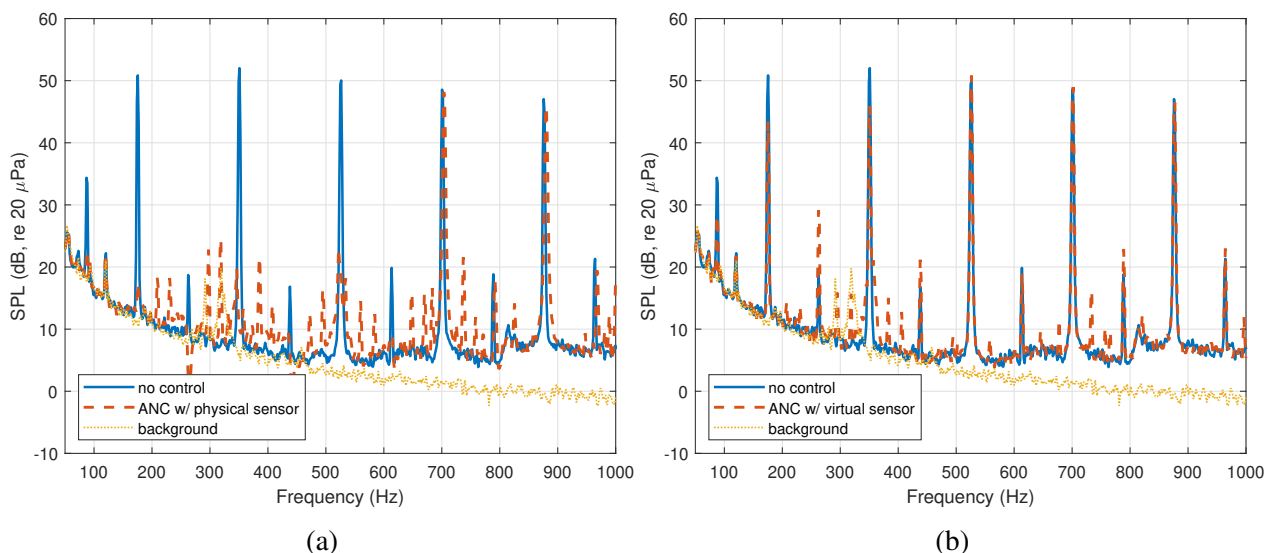 60
50
40
30
20
10
0
-10
SPL (dB, re 20 μPa)
100 200 300 400 500 600 700 800 900 1000
Frequency (Hz)
no control
ANC w/ physical sensor
background
(a)
60
50
40
30
20
10
0
-10
SPL (dB, re 20 μPa)
100 200 300 400 500 600 700 800 900 1000
Frequency (Hz)
no control
ANC w/ virtual sensor
background
(b)